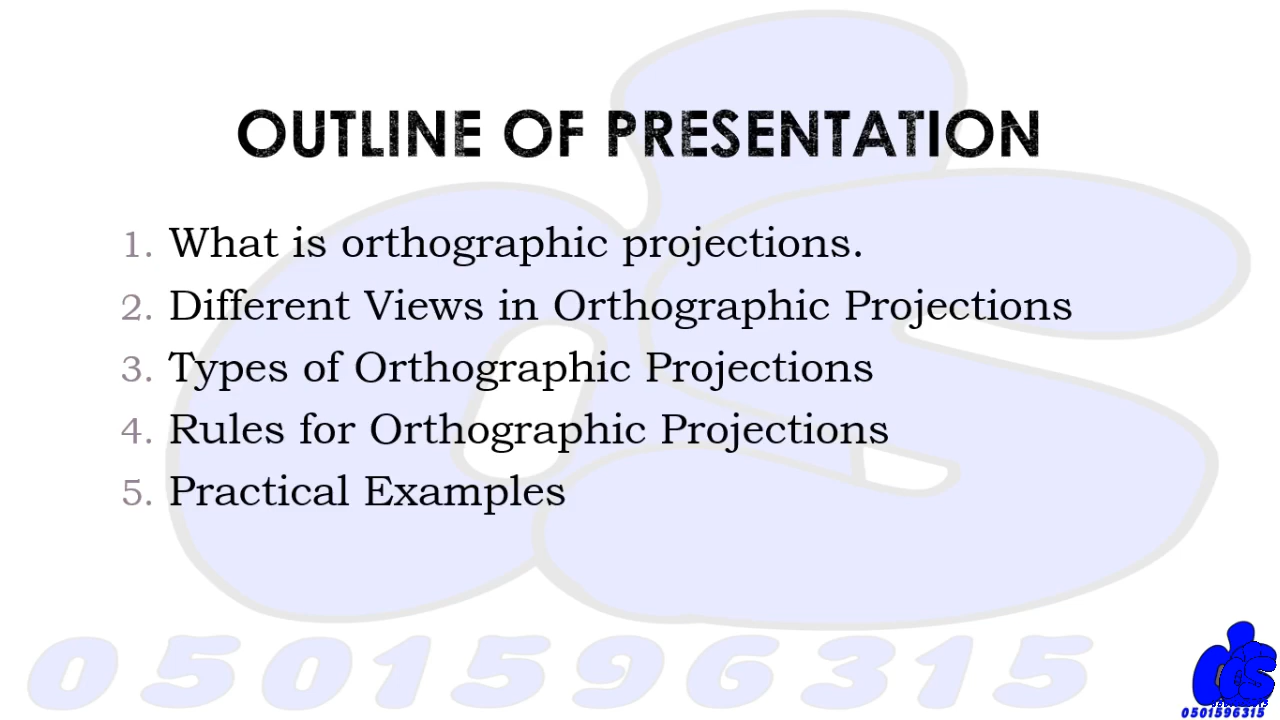 OUTLINE OF PRESENTATION
1. What is orthographic projections.
2. Different Views in Orthographic Projections
3. Types of Orthographic Projections
4. Rules for Orthographic Projections
5. Practical Examples
0501596315
0501596315